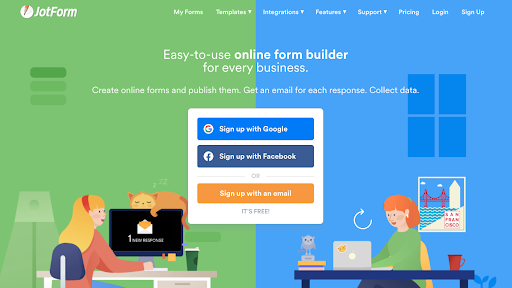 JotForm
My Forms Templates Integrations Features Support Pricing Login Sign Up
Easy-to-use online form builder
for every business.
Create online forms and publish them. Get an email for each response. Collect data.
Sign up with Google
Sign up with Facebook
OR
Sign up with an email
IT'S FREE!
ZZ
1 NEW RESPONSE
SAN
FRAN
CISCO